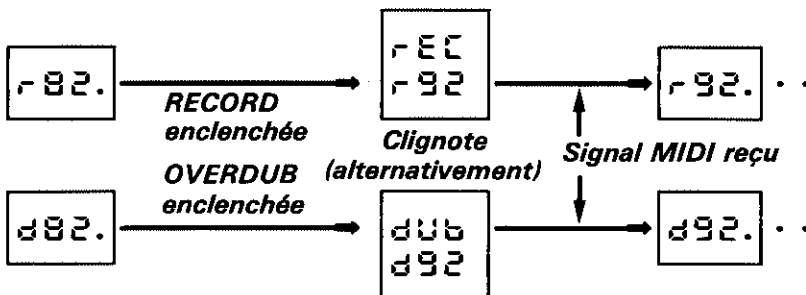 r82.
RECORD
enclenchée
rEC
r92
Clignote
(alternativement)
Signal MIDI reçu
r92. . .
OVERDUB
enclenchée
d82.
dUb
d92
d92. . .